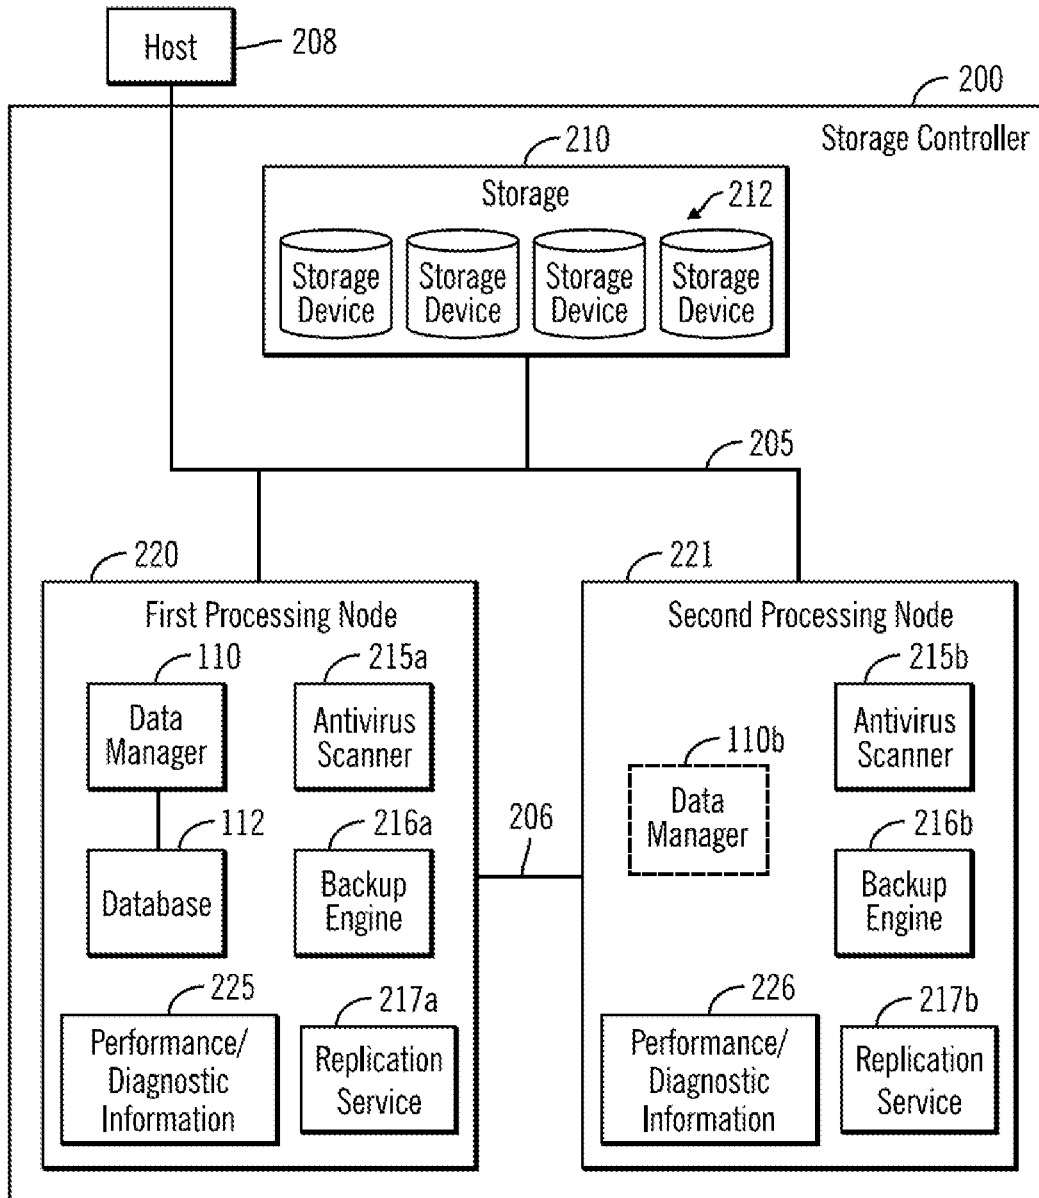 Host
208
200
Storage Controller
210
Storage
212
Storage
Device
Storage
Device
Storage
Device
Storage
Device
205
220
First Processing Node
110
Data
Manager
215a
Antivirus
Scanner
112
Database
216a
Backup
Engine
225
Performance/
Diagnostic
Information
217a
Replication
Service
206
221
Second Processing Node
215b
Antivirus
Scanner
110b
Data
Manager
216b
Backup
Engine
226
Performance/
Diagnostic
Information
217b
Replication
Service